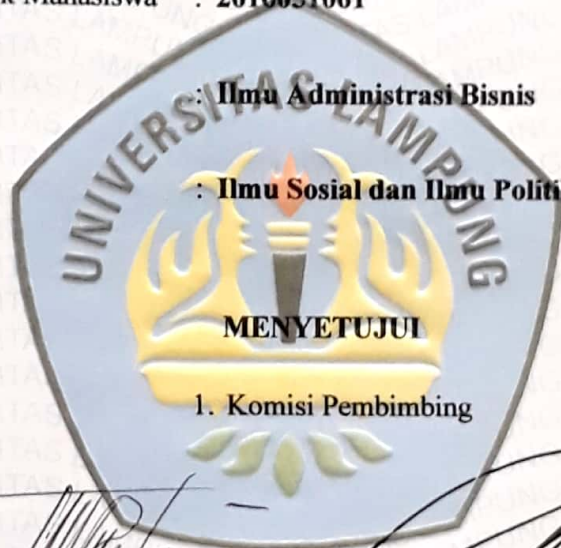 : 
: Ilmu Administrasi Bisnis
: Ilmu Sosial dan Ilmu Politi
UNIVERSITAS LAMPUNG
MENYETUJUI
1. Komisi Pembimbing